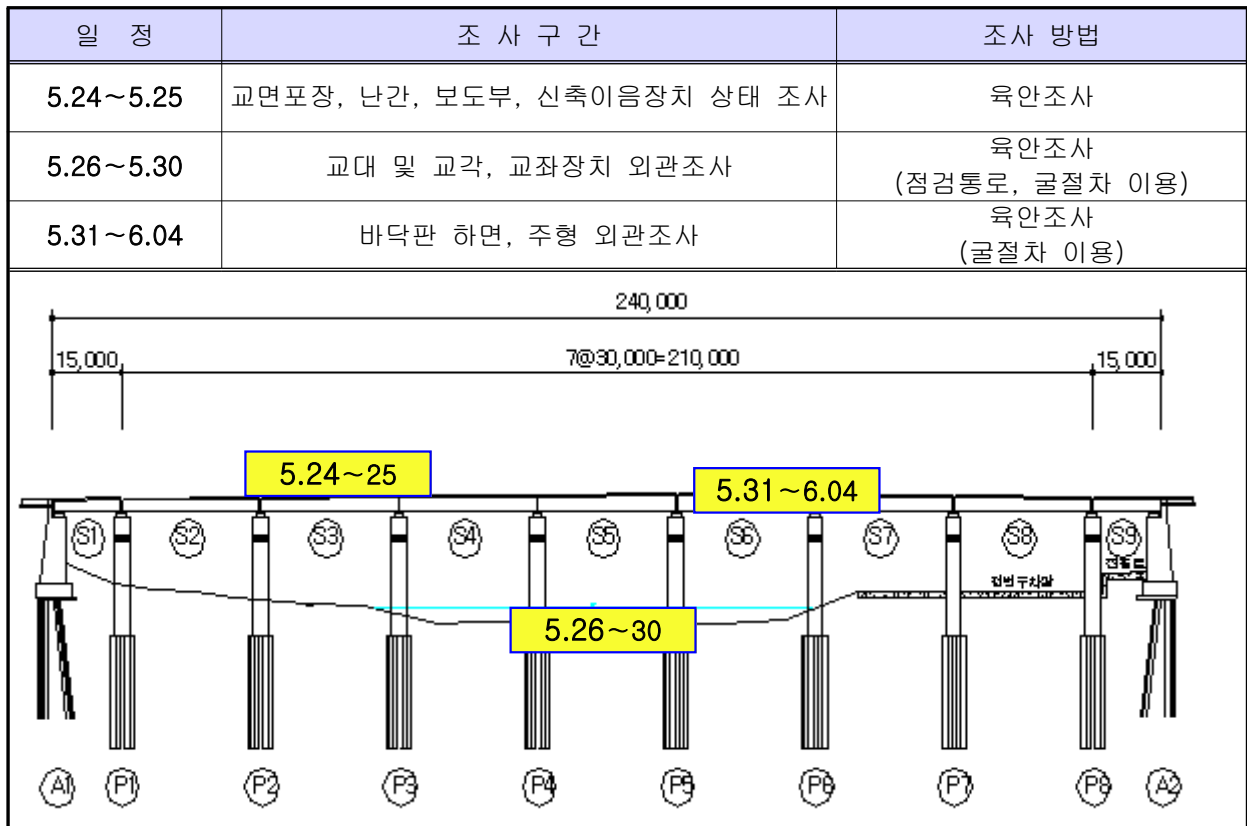 일 정 조 사 구 간 조사 방법
5.24~5.25 교면포장, 난간, 보도부, 신축이음장치 상태 조사 육안조사
5.26~5.30 교대 및 교각, 교좌장치 외관조사 육안조사
(점검통로, 굴절차 이용)
5.31~6.04 바닥판 하면, 주형 외관조사 육안조사
(굴절차 이용)
240,000
15,000 7@30,000=210,000 15,000
5.24~25 5.31~6.04
S1 S2 S3 S4 S5 S6 S7 S8 S9
5.26~30
A1 P1 P2 P3 P4 P5 P6 P7 P8 A2